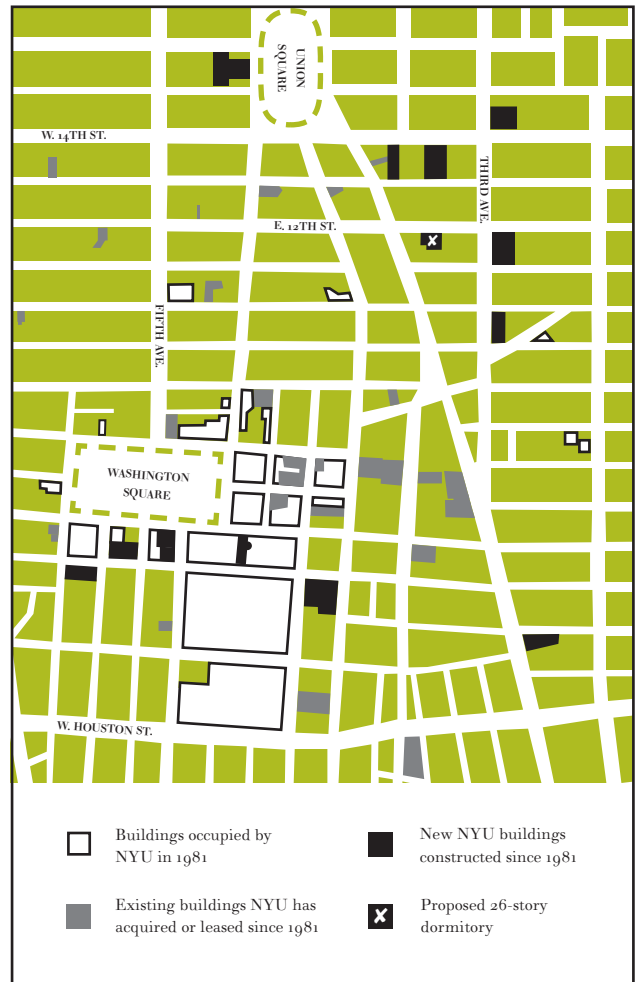 UNION
SQUARE
W. 14TH ST.
THIRD AVE.
E. 12TH ST.
✘
FIFTH AVE.
WASHINGTON
SQUARE
W. HOUSTON ST.
Buildings occupied by
NYU in 1981
New NYU buildings
constructed since 1981
Existing buildings NYU has
acquired or leased since 1981
✘
Proposed 26-story
dormitory